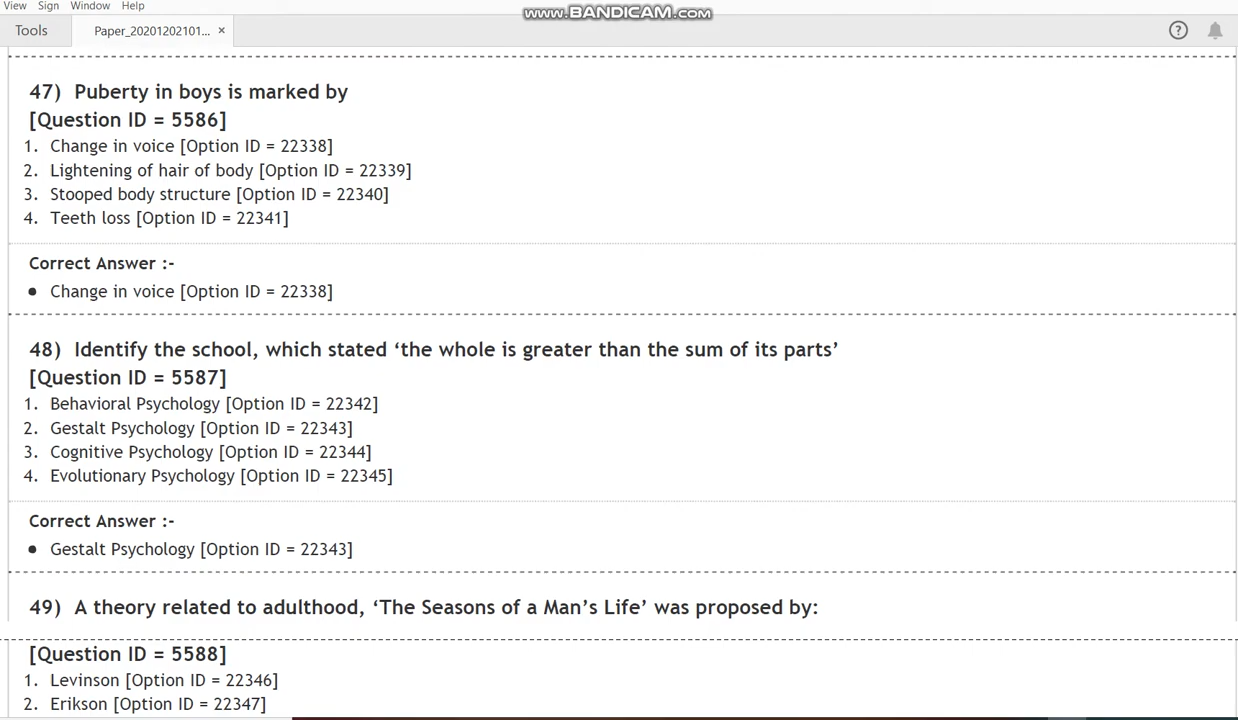 View Sign Window Help
www.BANDICAM.com
Tools Paper_20201202101... ×
47) Puberty in boys is marked by
[Question ID = 5586]
1. Change in voice [Option ID = 22338]
2. Lightening of hair of body [Option ID = 22339]
3. Stooped body structure [Option ID = 22340]
4. Teeth loss [Option ID = 22341]
Correct Answer :-
• Change in voice [Option ID = 22338]
48) Identify the school, which stated ‘the whole is greater than the sum of its parts’
[Question ID = 5587]
1. Behavioral Psychology [Option ID = 22342]
2. Gestalt Psychology [Option ID = 22343]
3. Cognitive Psychology [Option ID = 22344]
4. Evolutionary Psychology [Option ID = 22345]
Correct Answer :-
• Gestalt Psychology [Option ID = 22343]
49) A theory related to adulthood, ‘The Seasons of a Man’s Life’ was proposed by:
[Question ID = 5588]
1. Levinson [Option ID = 22346]
2. Erikson [Option ID = 22347]